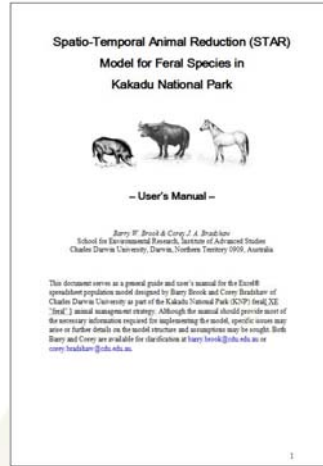 Spatio-Temporal Animal Reduction (STAR)
Model for Feral Species in
Kakadu National Park
– User's Manual –
Barry W. Brook & Corey J. A. Bradshaw
School for Environmental Research, Institute of Advanced Studies
Charles Darwin University, Darwin, Northern Territory 0909, Australia
This document serves as a general guide and user's manual for the Excel®
spreadsheet population model designed by Barry Brook and Corey Bradshaw of
Charles Darwin University as part of the Kakadu National Park (KNP) feral{ XE
"feral" } animal management strategy. Although the manual should provide most of
the necessary information required for implementing the model, specific issues may
arise or further details on the model structure and assumptions may be sought. Both
Barry and Corey are available for clarification at barry.brook@cdu.edu.au or
corey.bradshaw@cdu.edu.au.
1